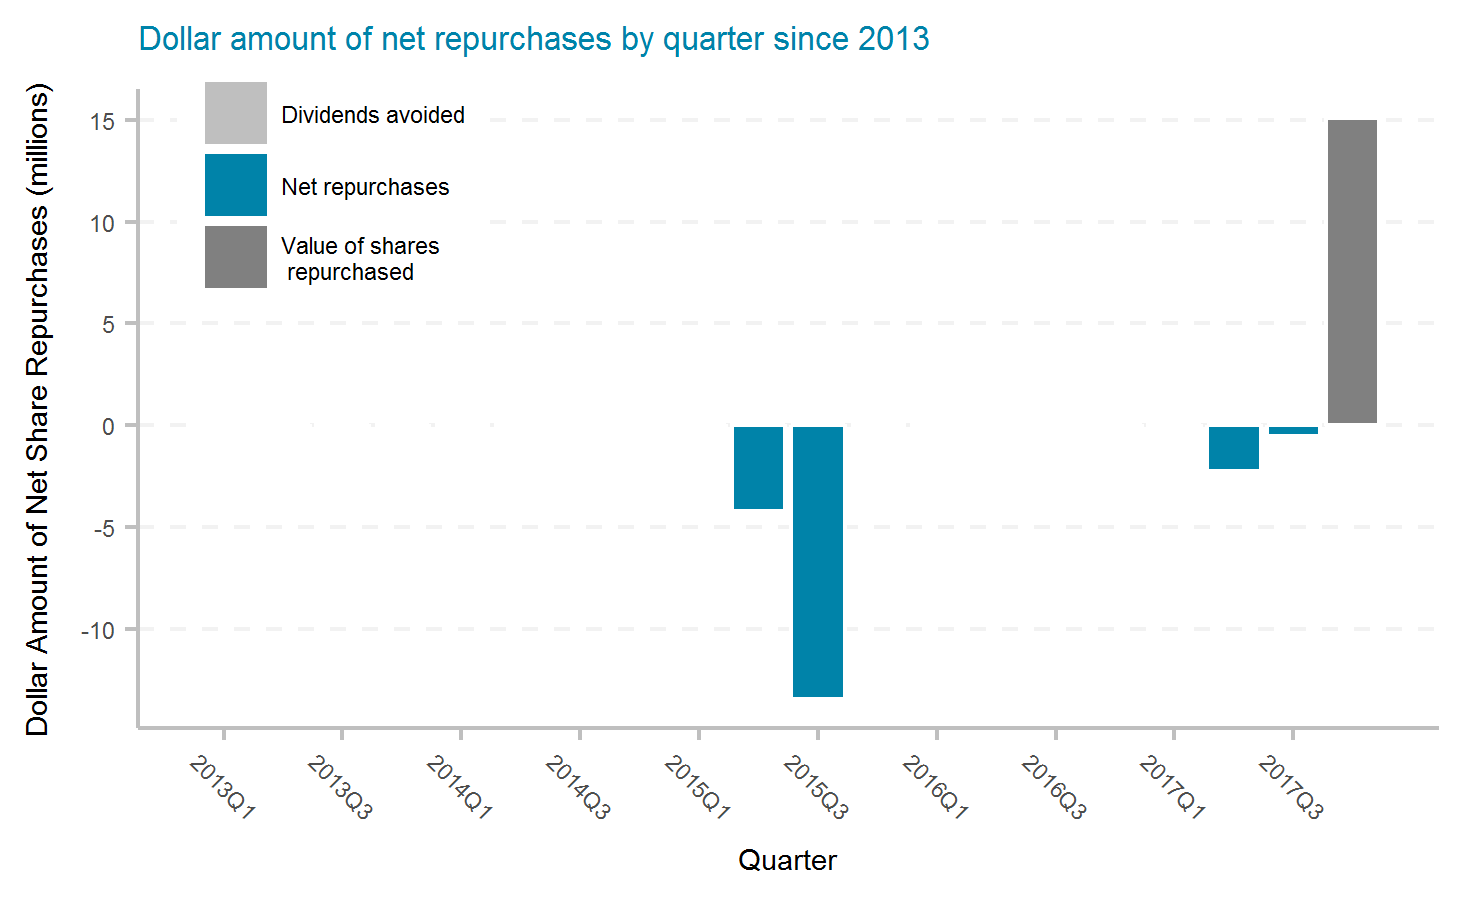 Dollar amount of net repurchases by quarter since 2013
Dollar Amount of Net Share Repurchases (millions)
15
10
5
0
-5
-10
Dividends avoided
Net repurchases
Value of shares
repurchased
2013Q1
2013Q3
2014Q1
2014Q3
2015Q1
2015Q3
2016Q1
2016Q3
2017Q1
2017Q3
Quarter